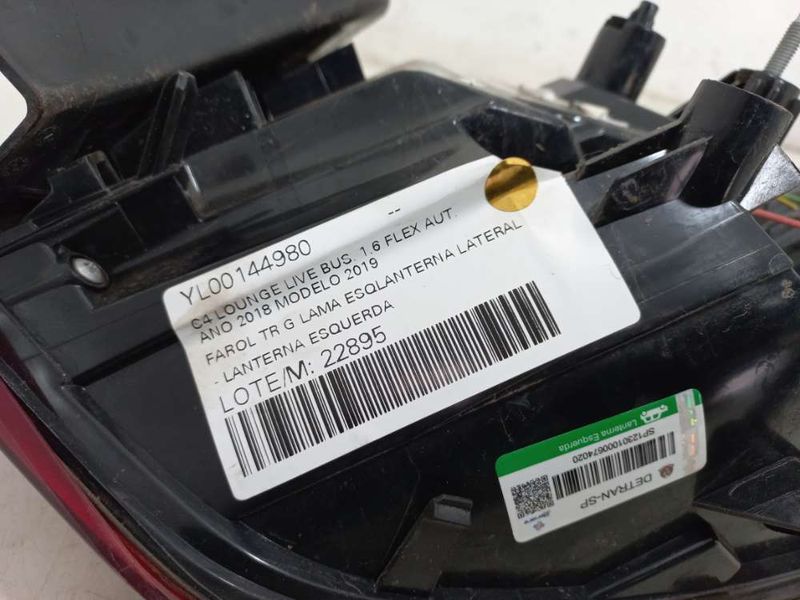 --
YL00144980
C4 LOUNGE LIVE BUS. 1.6 FLEX AUT.
ANO 2018 MODELO 2019
FAROL TR G LAMA ESQLANTERNA LATERAL
- LANTERNA ESQUERDA
LOTE/M: 22895
Lanterna Esquerda
SP12301000674020
DETRAN-SP